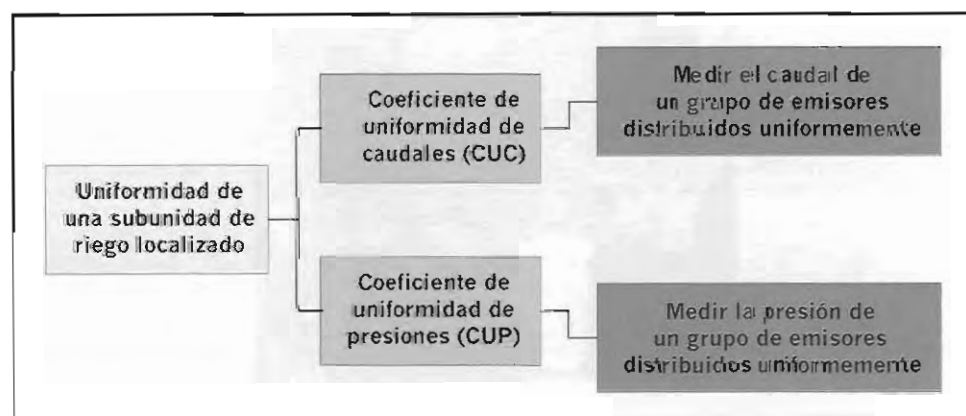 Uniformidad de
una subunidad de
riego localizado
Coeficiente de
uniformidad de
caudales (CUC)
Medir el caudal de
un grupo de emisores
distribuidos uniformemente
Coeficiente de
uniformidad de
presiones (CUP)
Medir la presión de
un grupo de emisores
distribuidos uniformemente